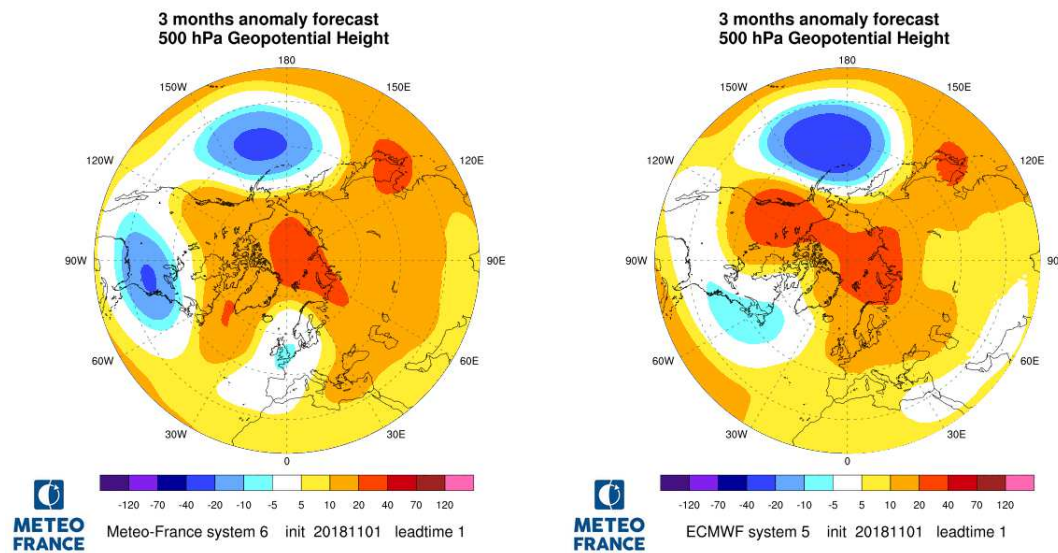 3 months anomaly forecast
500 hPa Geopotential Height
180
150W
150E
120W
120E
90W
90E
60W
60E
30W
30E
0
-120 -70 -40 -20 -10 -5 5 10 20 40 70 120
METEO
FRANCE
Meteo-France system 6 init 20181101 leadtime 1
3 months anomaly forecast
500 hPa Geopotential Height
180
150W
150E
120W
120E
90W
90
60W
60E
30W
30E
0
-120 -70 -40 -20 -10 -5 5 10 20 40 70 120
METEO
FRANCE
ECMWF system 5 init 20181101 leadtime 1